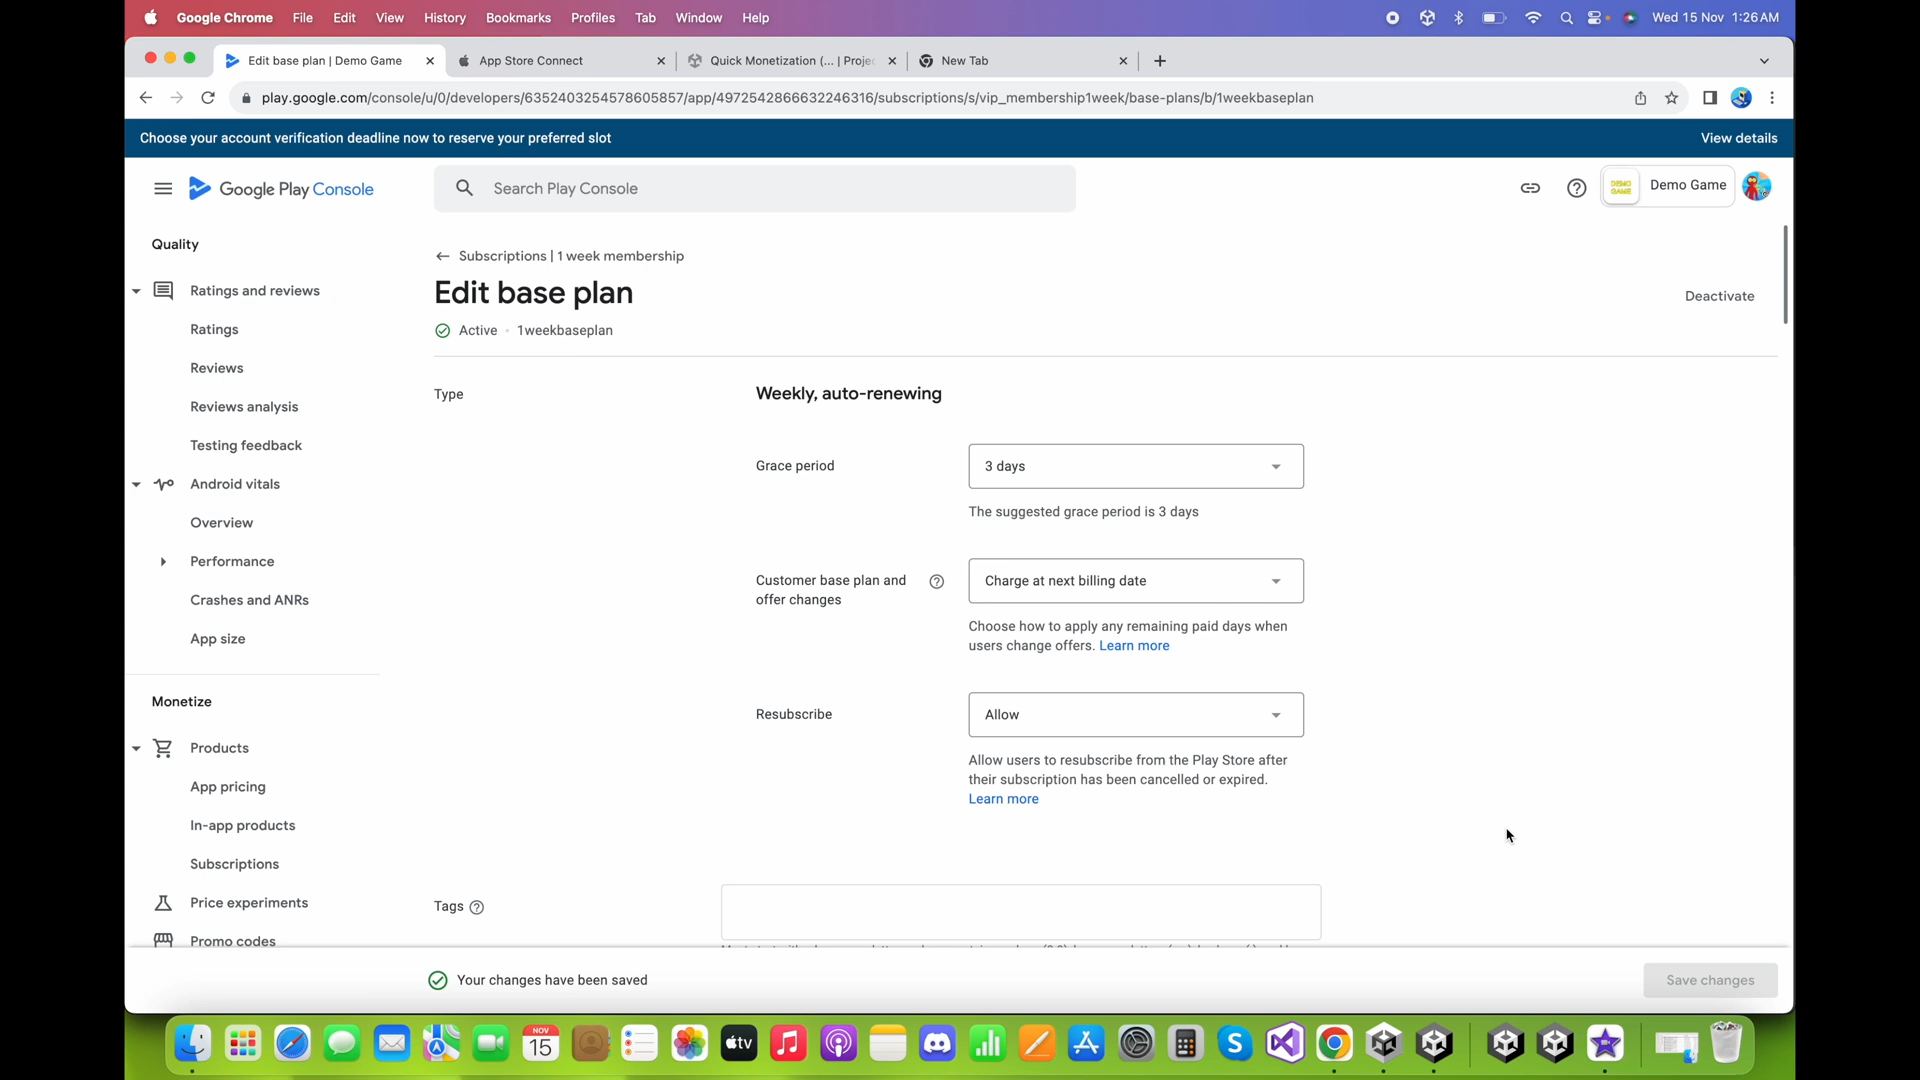 Google Chrome File Edit View History Bookmarks Profiles Tab Window Help Wed 15 Nov 1:26 AM
Edit base plan | Demo Game App Store Connect Quick Monetization (... | Projec New Tab
play.google.com/console/u/0/developers/6352403254578605857/app/4972542866632246316/subscriptions/s/vip_membership1week/base-plans/b/1weekbaseplan
Choose your account verification deadline now to reserve your preferred slot View details
Google Play Console Search Play Console DEMO GAME Demo Game
Quality
Ratings and reviews
Ratings
Reviews
Reviews analysis
Testing feedback
Android vitals
Overview
Performance
Crashes and ANRs
App size
Monetize
Products
App pricing
In-app products
Subscriptions
Price experiments
Promo codes
Subscriptions | 1 week membership
Edit base plan
Deactivate
Active · 1weekbaseplan
Type Weekly, auto-renewing
Grace period 3 days
The suggested grace period is 3 days
Customer base plan and
offer changes
Charge at next billing date
Choose how to apply any remaining paid days when
users change offers. Learn more
Resubscribe Allow
Allow users to resubscribe from the Play Store after
their subscription has been cancelled or expired.
Learn more
Tags
Your changes have been saved Save changes
NOV
15
tv